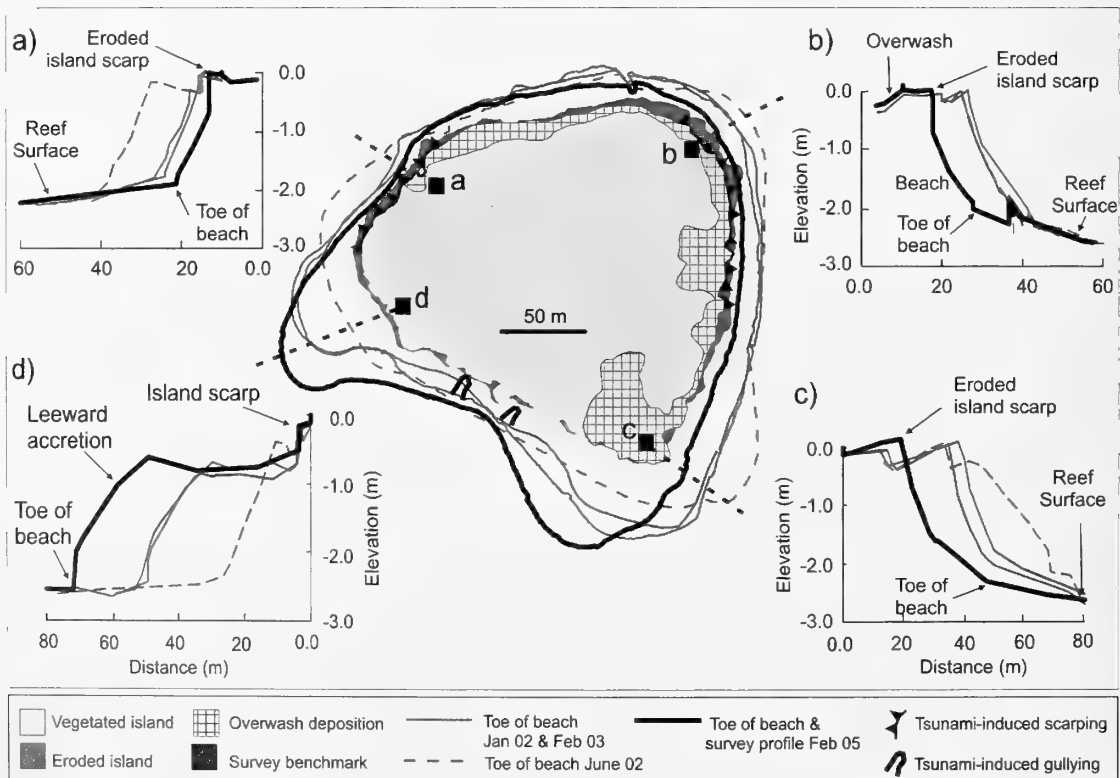 a)
Eroded
island scarp
0.0
-1.0
-2.0
-3.0
Reef
Surface
Toe of
beach
60
40
20
0.0
b)
Overwash
Eroded
island scarp
0.0
-1.0
-2.0
-3.0
Elevation (m)
Beach
Toe of
beach
Reef
Surface
0.0
20
40
60
a
b
d
c
50 m
d)
Island scarp
Leeward
accretion
Toe of
beach
0.0
-1.0
-2.0
-3.0
Elevation (m)
80
60
40
20
0.0
Distance (m)
c)
Eroded
island scarp
0.0
-1.0
-2.0
-3.0
Elevation (m)
Reef
Surface
Toe of
beach
0.0
20
40
60
80
Distance (m)
Vegetated island
Overwash deposition
Toe of beach
Jan 02 & Feb 03
Toe of beach &
survey profile Feb 05
Tsunami-induced scarping
Eroded island
Survey benchmark
Toe of beach June 02
Tsunami-induced gullying